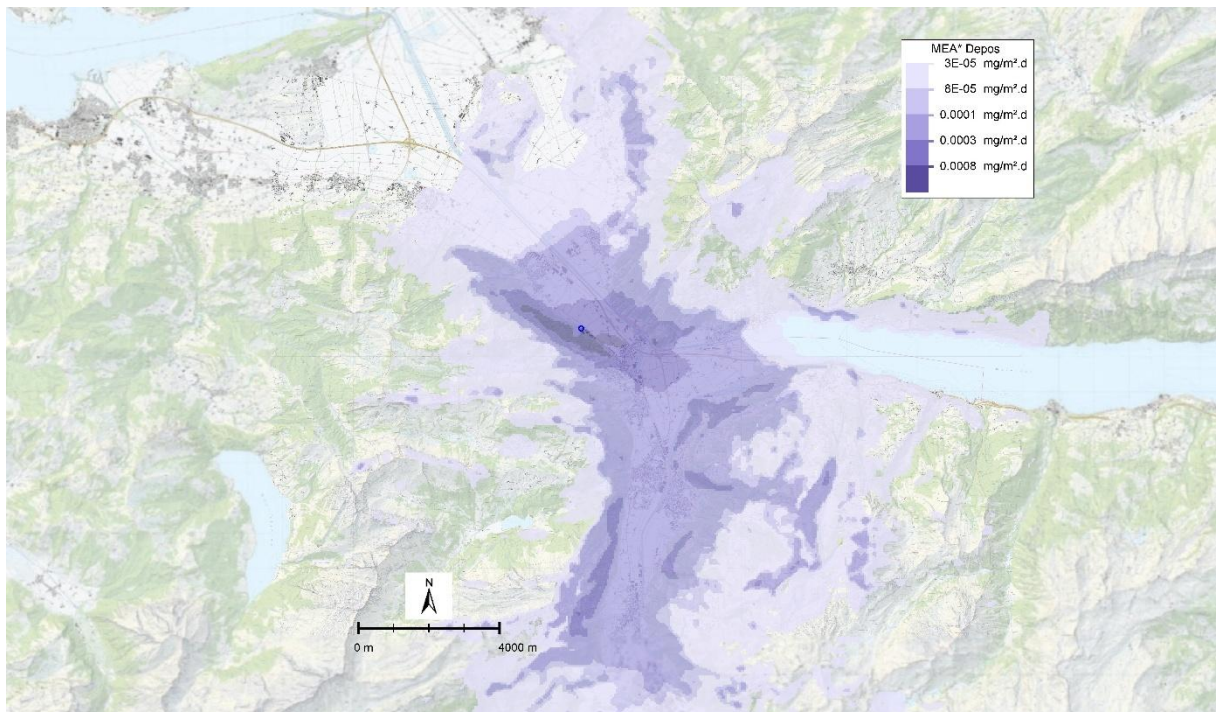 MEA* Depos
3E-05 mg/m².d
8E-05 mg/m².d
0.0001 mg/m².d
0.0003 mg/m².d
0.0008 mg/m².d
N
0 m 4000 m